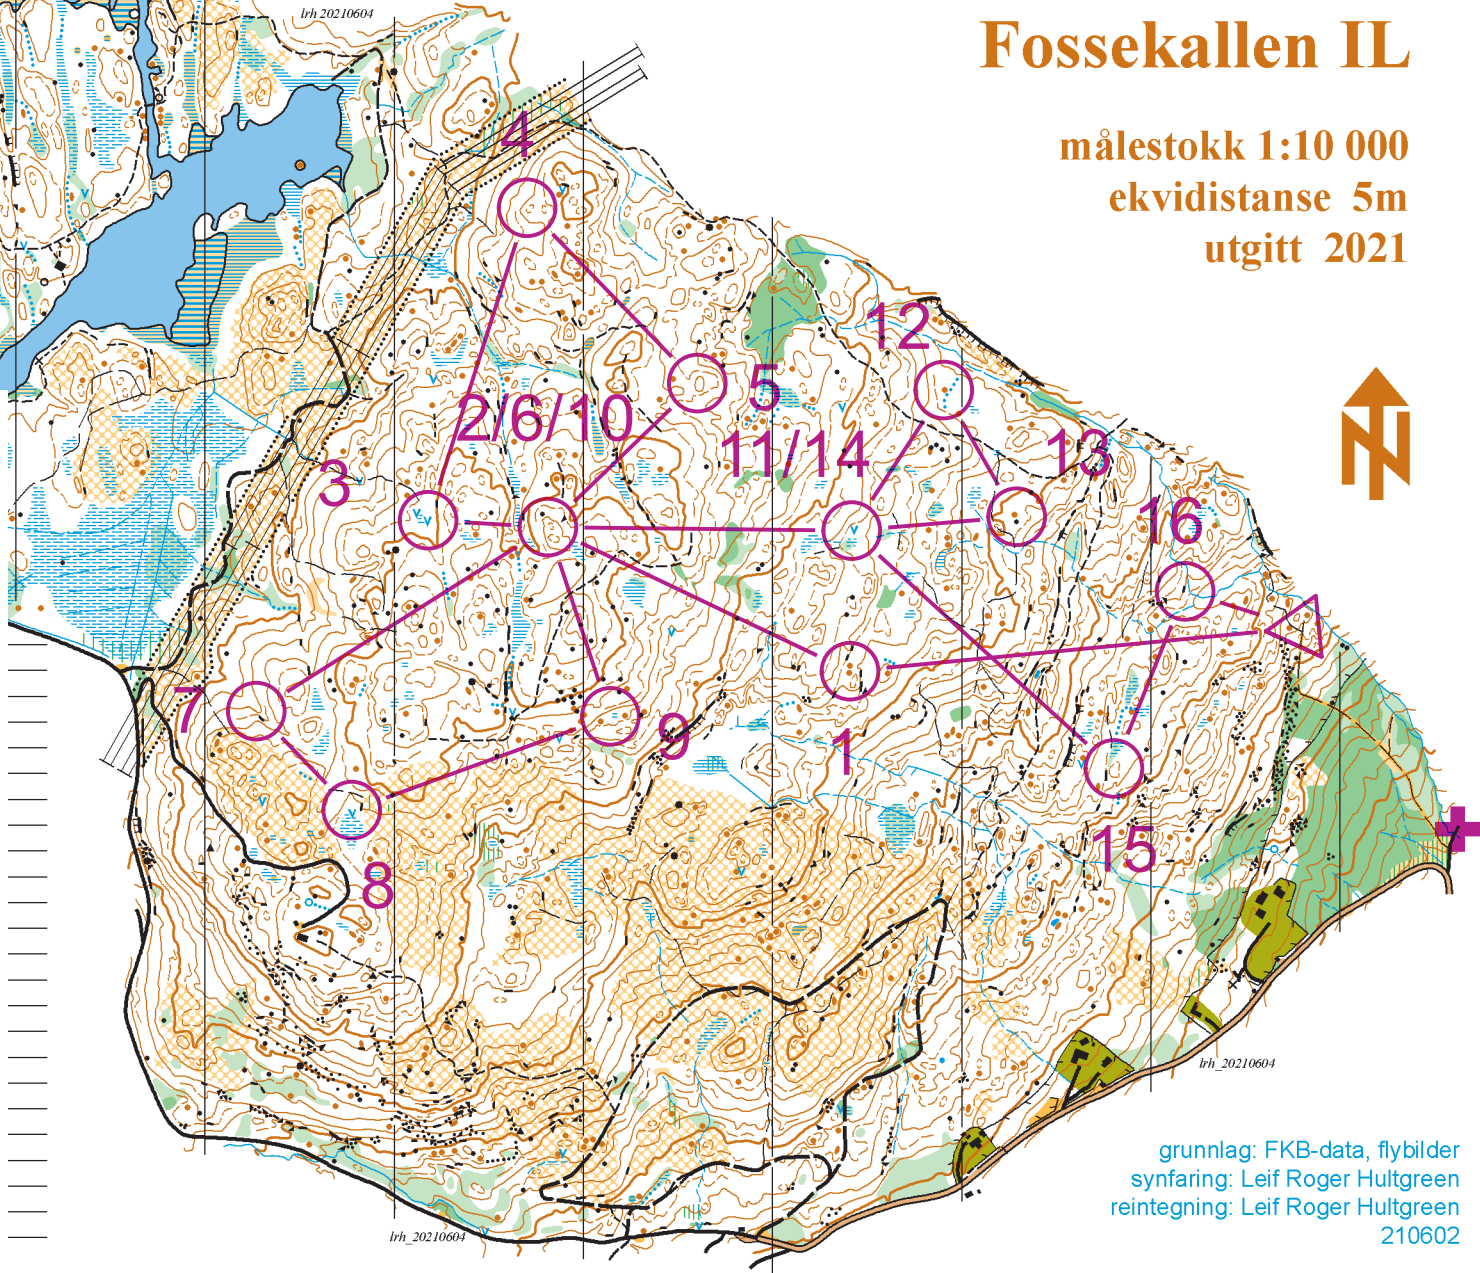 lrh 20210604
Fossekallen IL
målestokk 1:10 000
ekvidistanse 5m
utgitt 2021
4
12
5
2/6/10
11/14
13
3
16
7
9
1
15
8
lrh_20210604
lrh_20210604
grunnlag: FKB-data, flybilder
synfaring: Leif Roger Hultgreen
reintegning: Leif Roger Hultgreen
210602